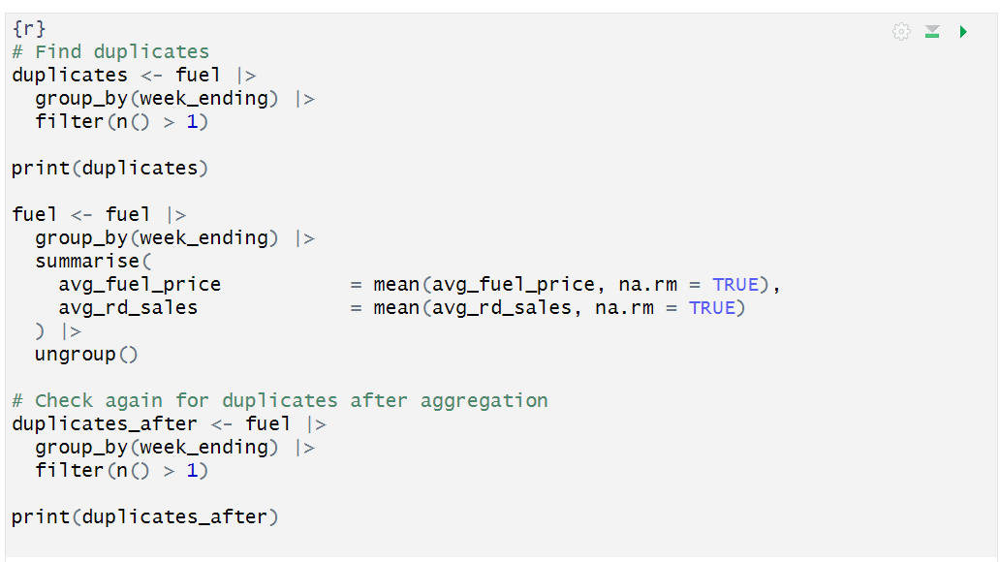 {r}
# Find duplicates
duplicates <- fuel |>
  group_by(week_ending) |>
  filter(n() > 1)

print(duplicates)

fuel <- fuel |>
  group_by(week_ending) |>
  summarise(
    avg_fuel_price           = mean(avg_fuel_price, na.rm = TRUE),
    avg_rd_sales             = mean(avg_rd_sales, na.rm = TRUE)
  ) |>
  ungroup()

# Check again for duplicates after aggregation
duplicates_after <- fuel |>
  group_by(week_ending) |>
  filter(n() > 1)

print(duplicates_after)